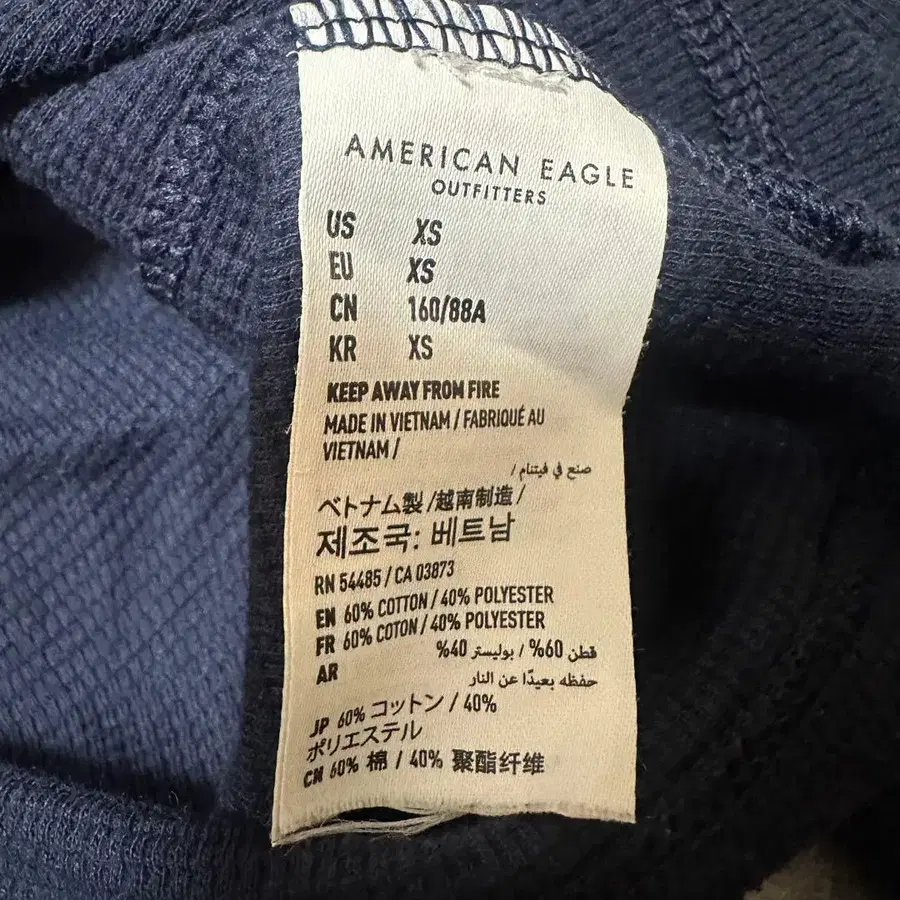 AMERICAN EAGLE
OUTFITTERS
US XS
EU XS
CN 160/88A
KR XS
KEEP AWAY FROM FIRE
MADE IN VIETNAM / FABRIQUÉ AU
VIETNAM /
صنع في فيتنام /
ベトナム製 /越南制造 /
제조국: 베트남
RN 54485 / CA 03873
EN 60% COTTON / 40% POLYESTER
FR 60% COTON / 40% POLYESTER
AR قطن 60% / بوليستر 40%
حفظه بعيدًا عن النار
JP 60% コットン / 40%
ポリエステル
CN 60% 棉 / 40% 聚酯纤维